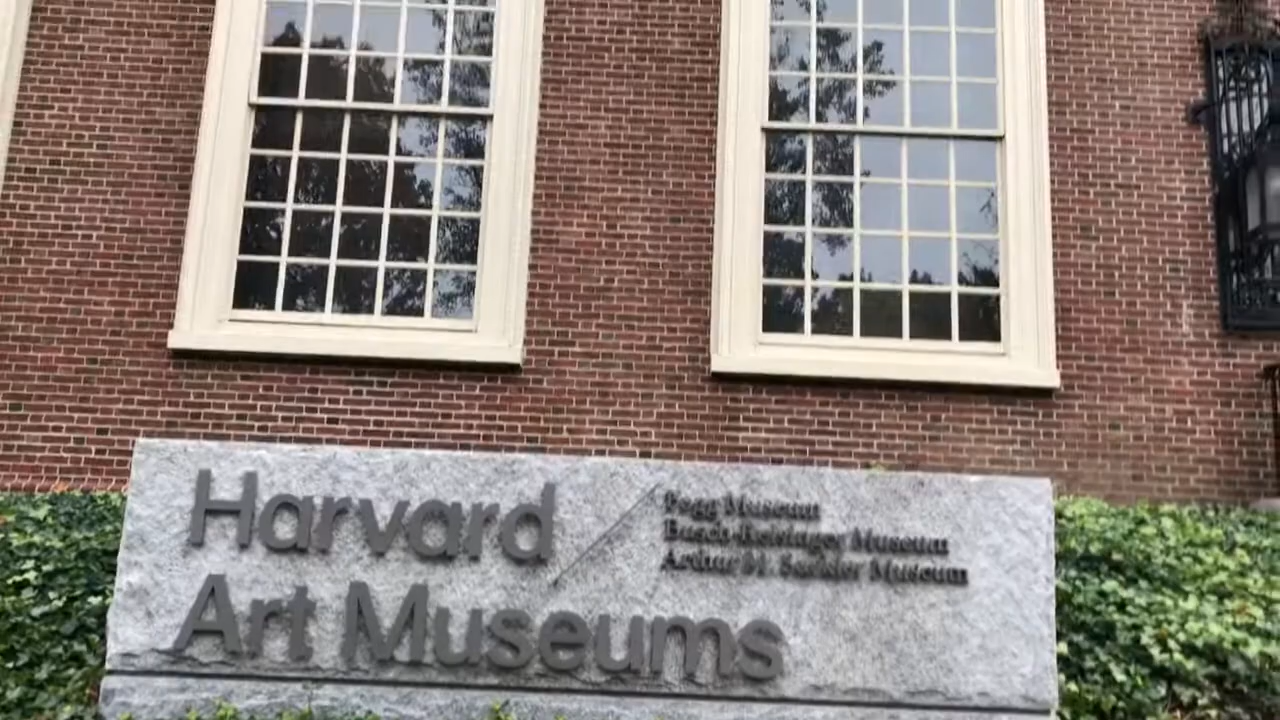 Harvard
Art Museums
Fogg Museum
Busch-Reisinger Museum
Arthur M. Sackler Museum